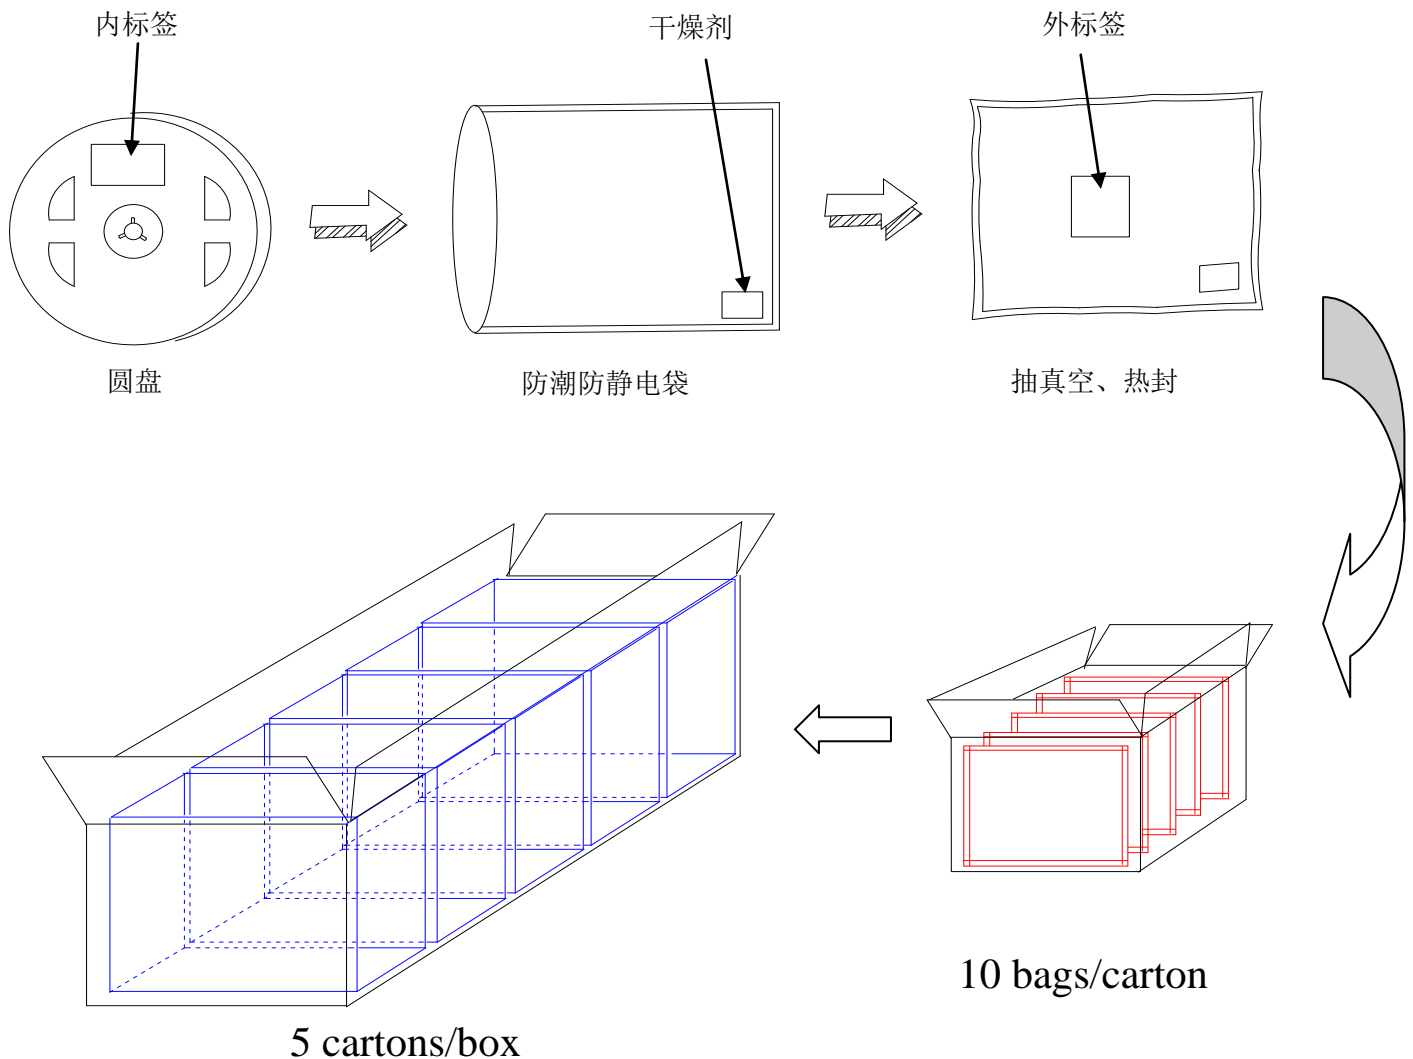 内标签
干燥剂
外标签
圆盘
防潮防静电袋
抽真空、热封
10 bags/carton
5 cartons/box